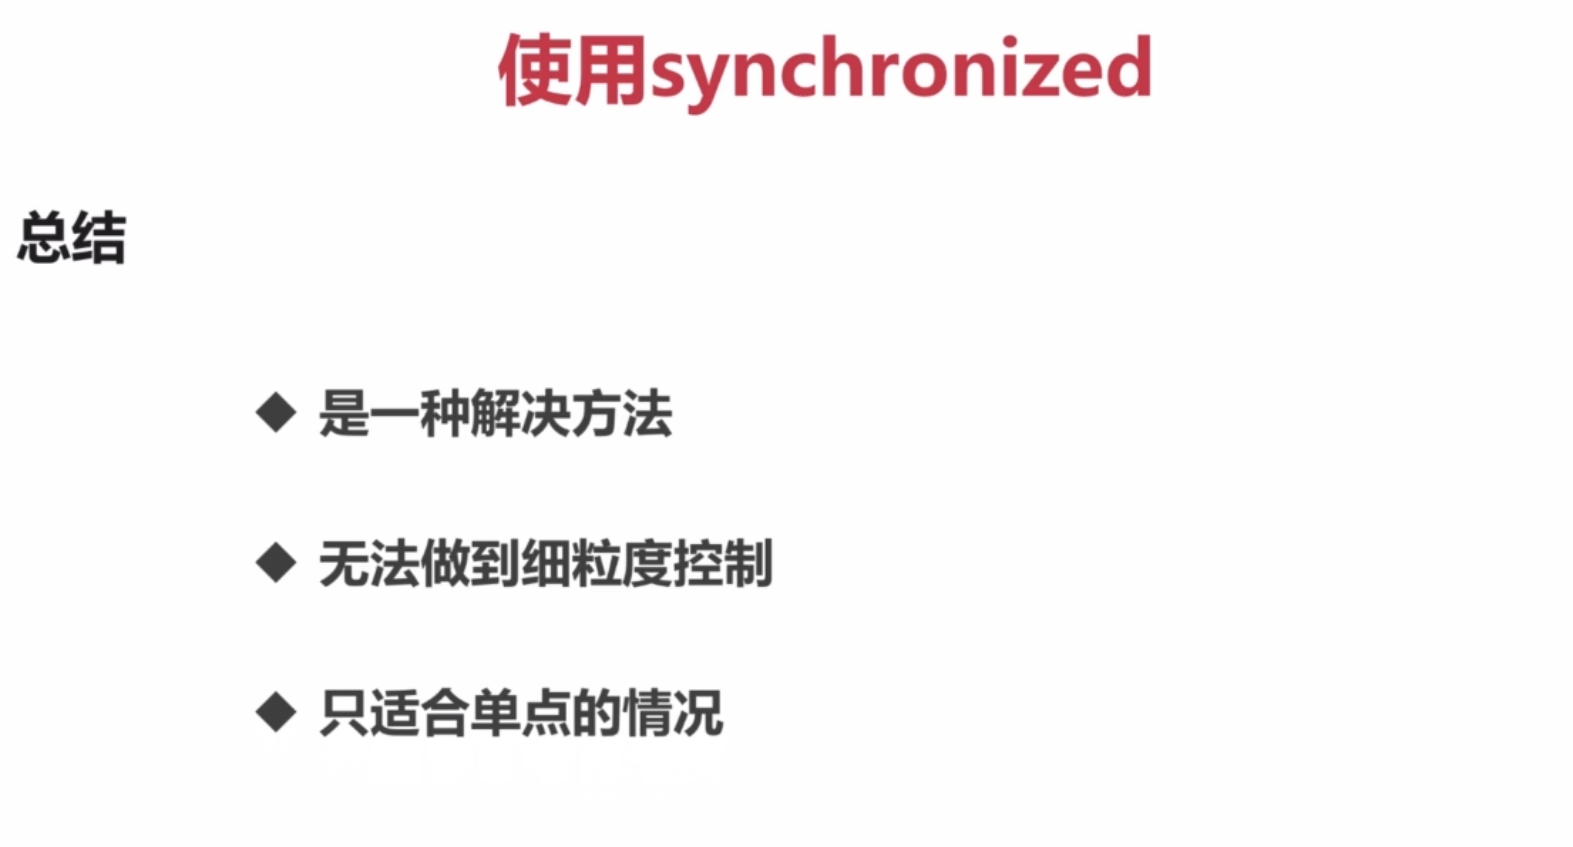 使用synchronized
总结
◆ 是一种解决方法
◆ 无法做到细粒度控制
◆ 只适合单点的情况